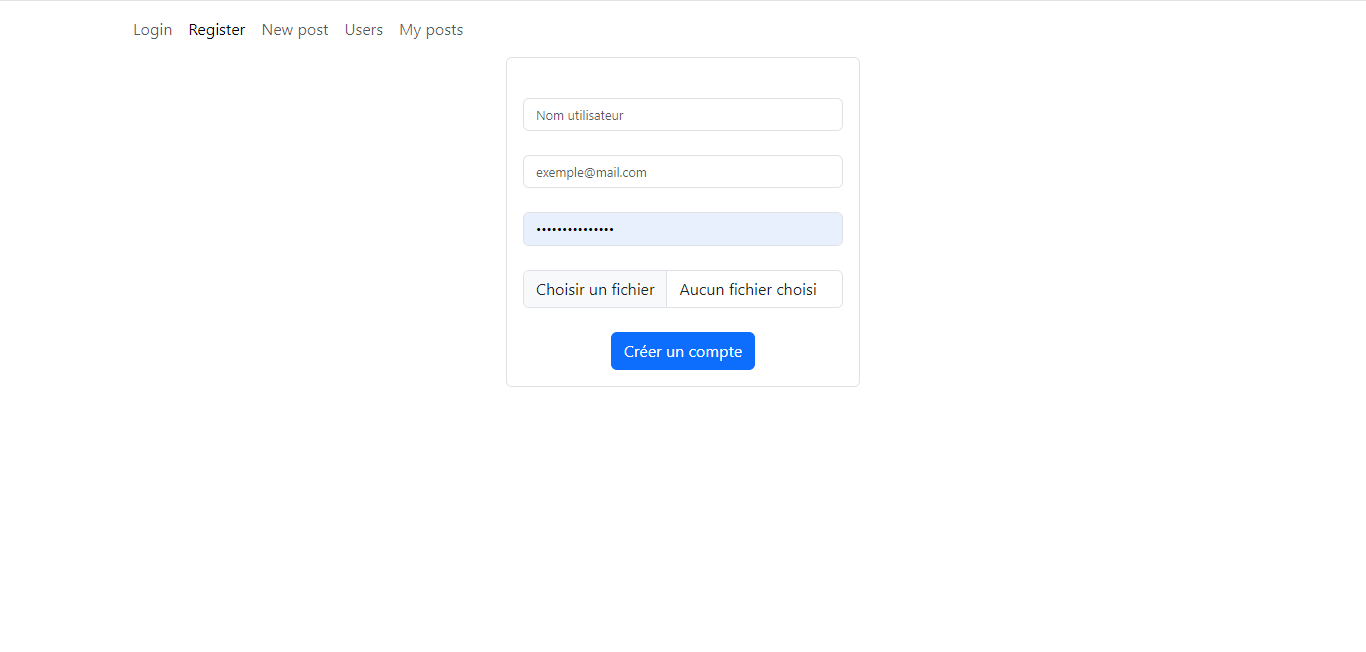 Login Register New post Users My posts
Nom utilisateur
exemple@mail.com
•••••••••••••••
Choisir un fichier Aucun fichier choisi
Créer un compte